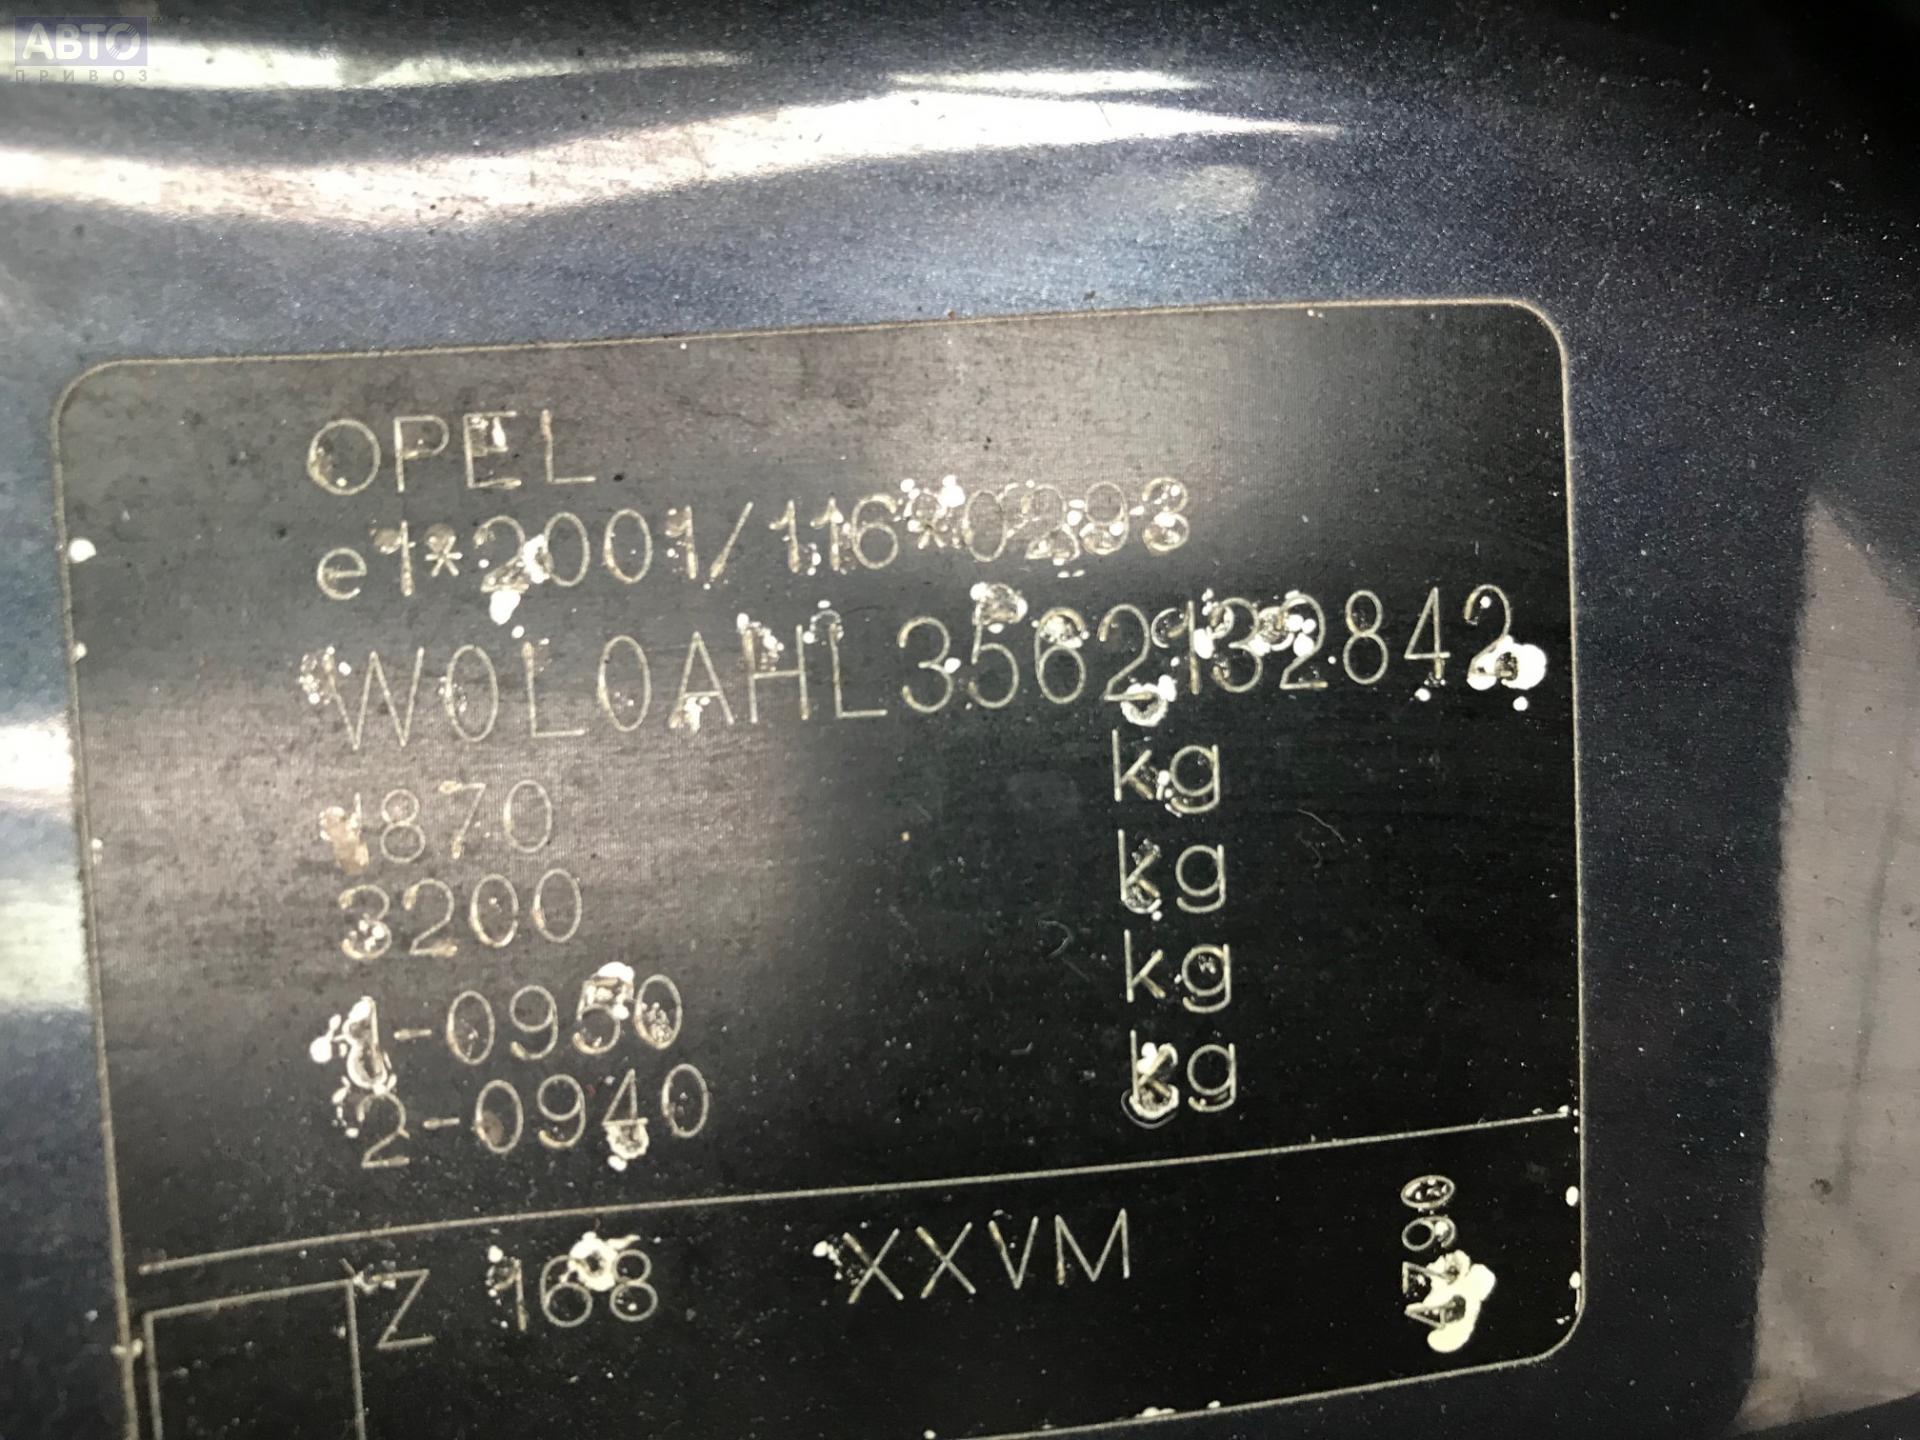 АВТО
ПРИВОЗ
OPEL
e1*2001/116*0293
W0L0AHL3562132842
1870 kg
3200 kg
1-0950 kg
2-0940 kg
Z 168 XXVM